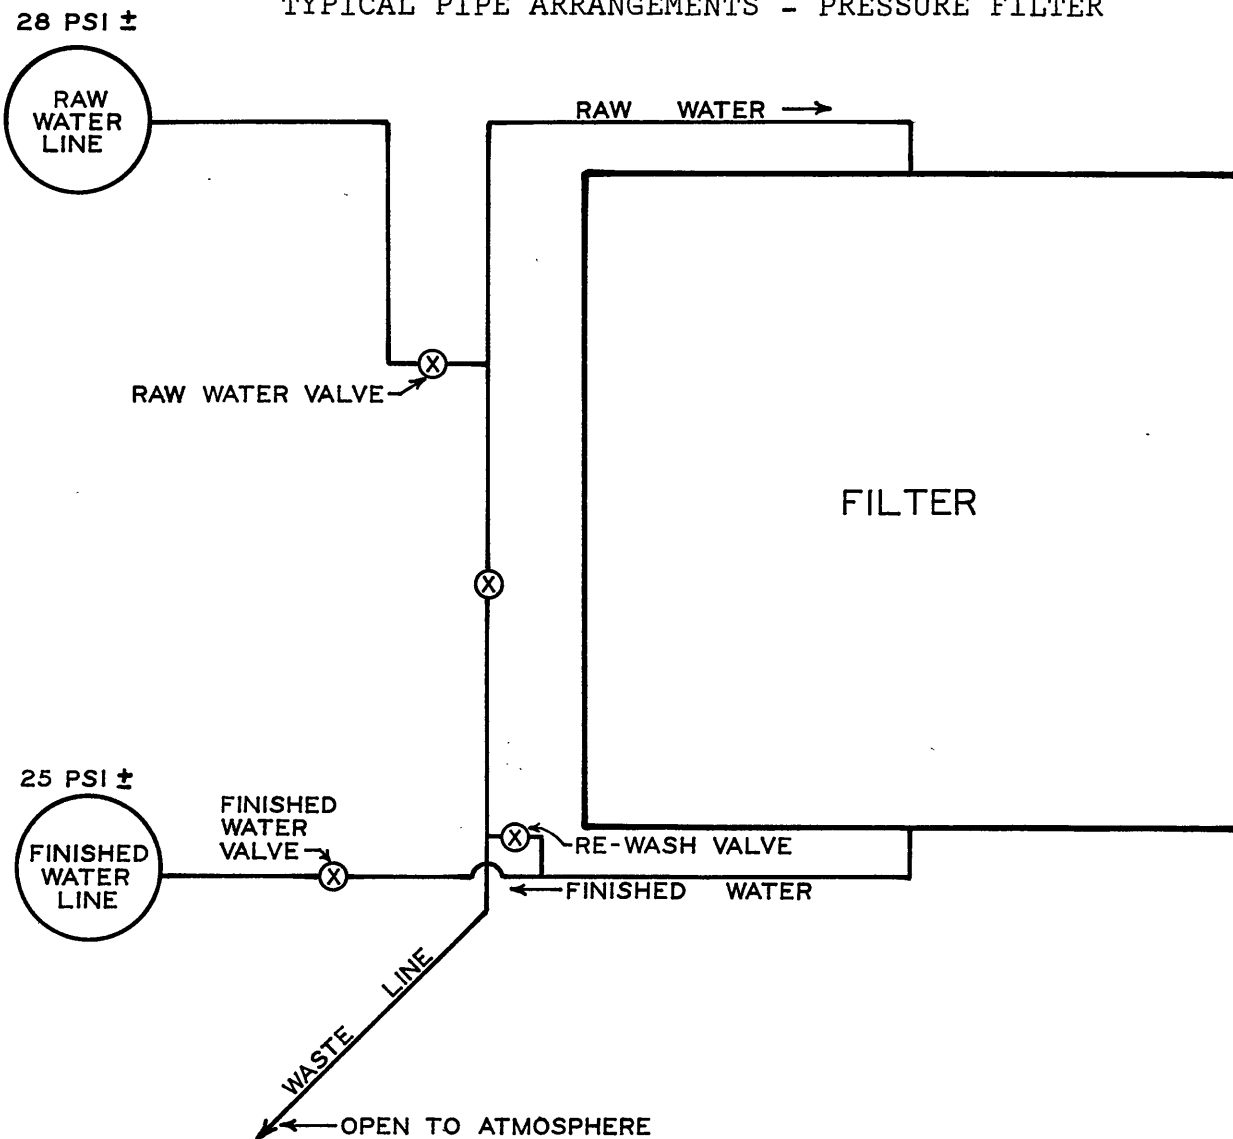 TYPICAL PIPE ARRANGEMENTS - PRESSURE FILTER
28 PSI ±
RAW
WATER
LINE
RAW WATER →
X
RAW WATER VALVE
FILTER
X
25 PSI ±
FINISHED
WATER
LINE
FINISHED
WATER
VALVE
X
X
RE-WASH VALVE
← FINISHED WATER
WASTE LINE
OPEN TO ATMOSPHERE